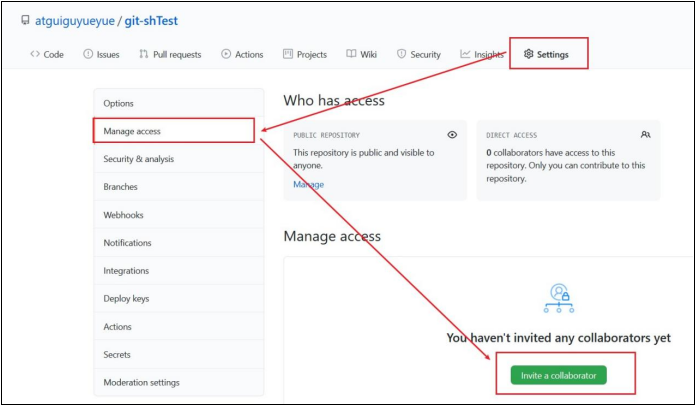 atguiguyueyue / git-shTest
Code Issues Pull requests Actions Projects Wiki Security Insights Settings
Options
Manage access
Security & analysis
Branches
Webhooks
Notifications
Integrations
Deploy keys
Actions
Secrets
Moderation settings
Who has access
PUBLIC REPOSITORY
This repository is public and visible to
anyone.
Manage
DIRECT ACCESS
0 collaborators have access to this
repository. Only you can contribute to this
repository.
Manage access
You haven't invited any collaborators yet
Invite a collaborator